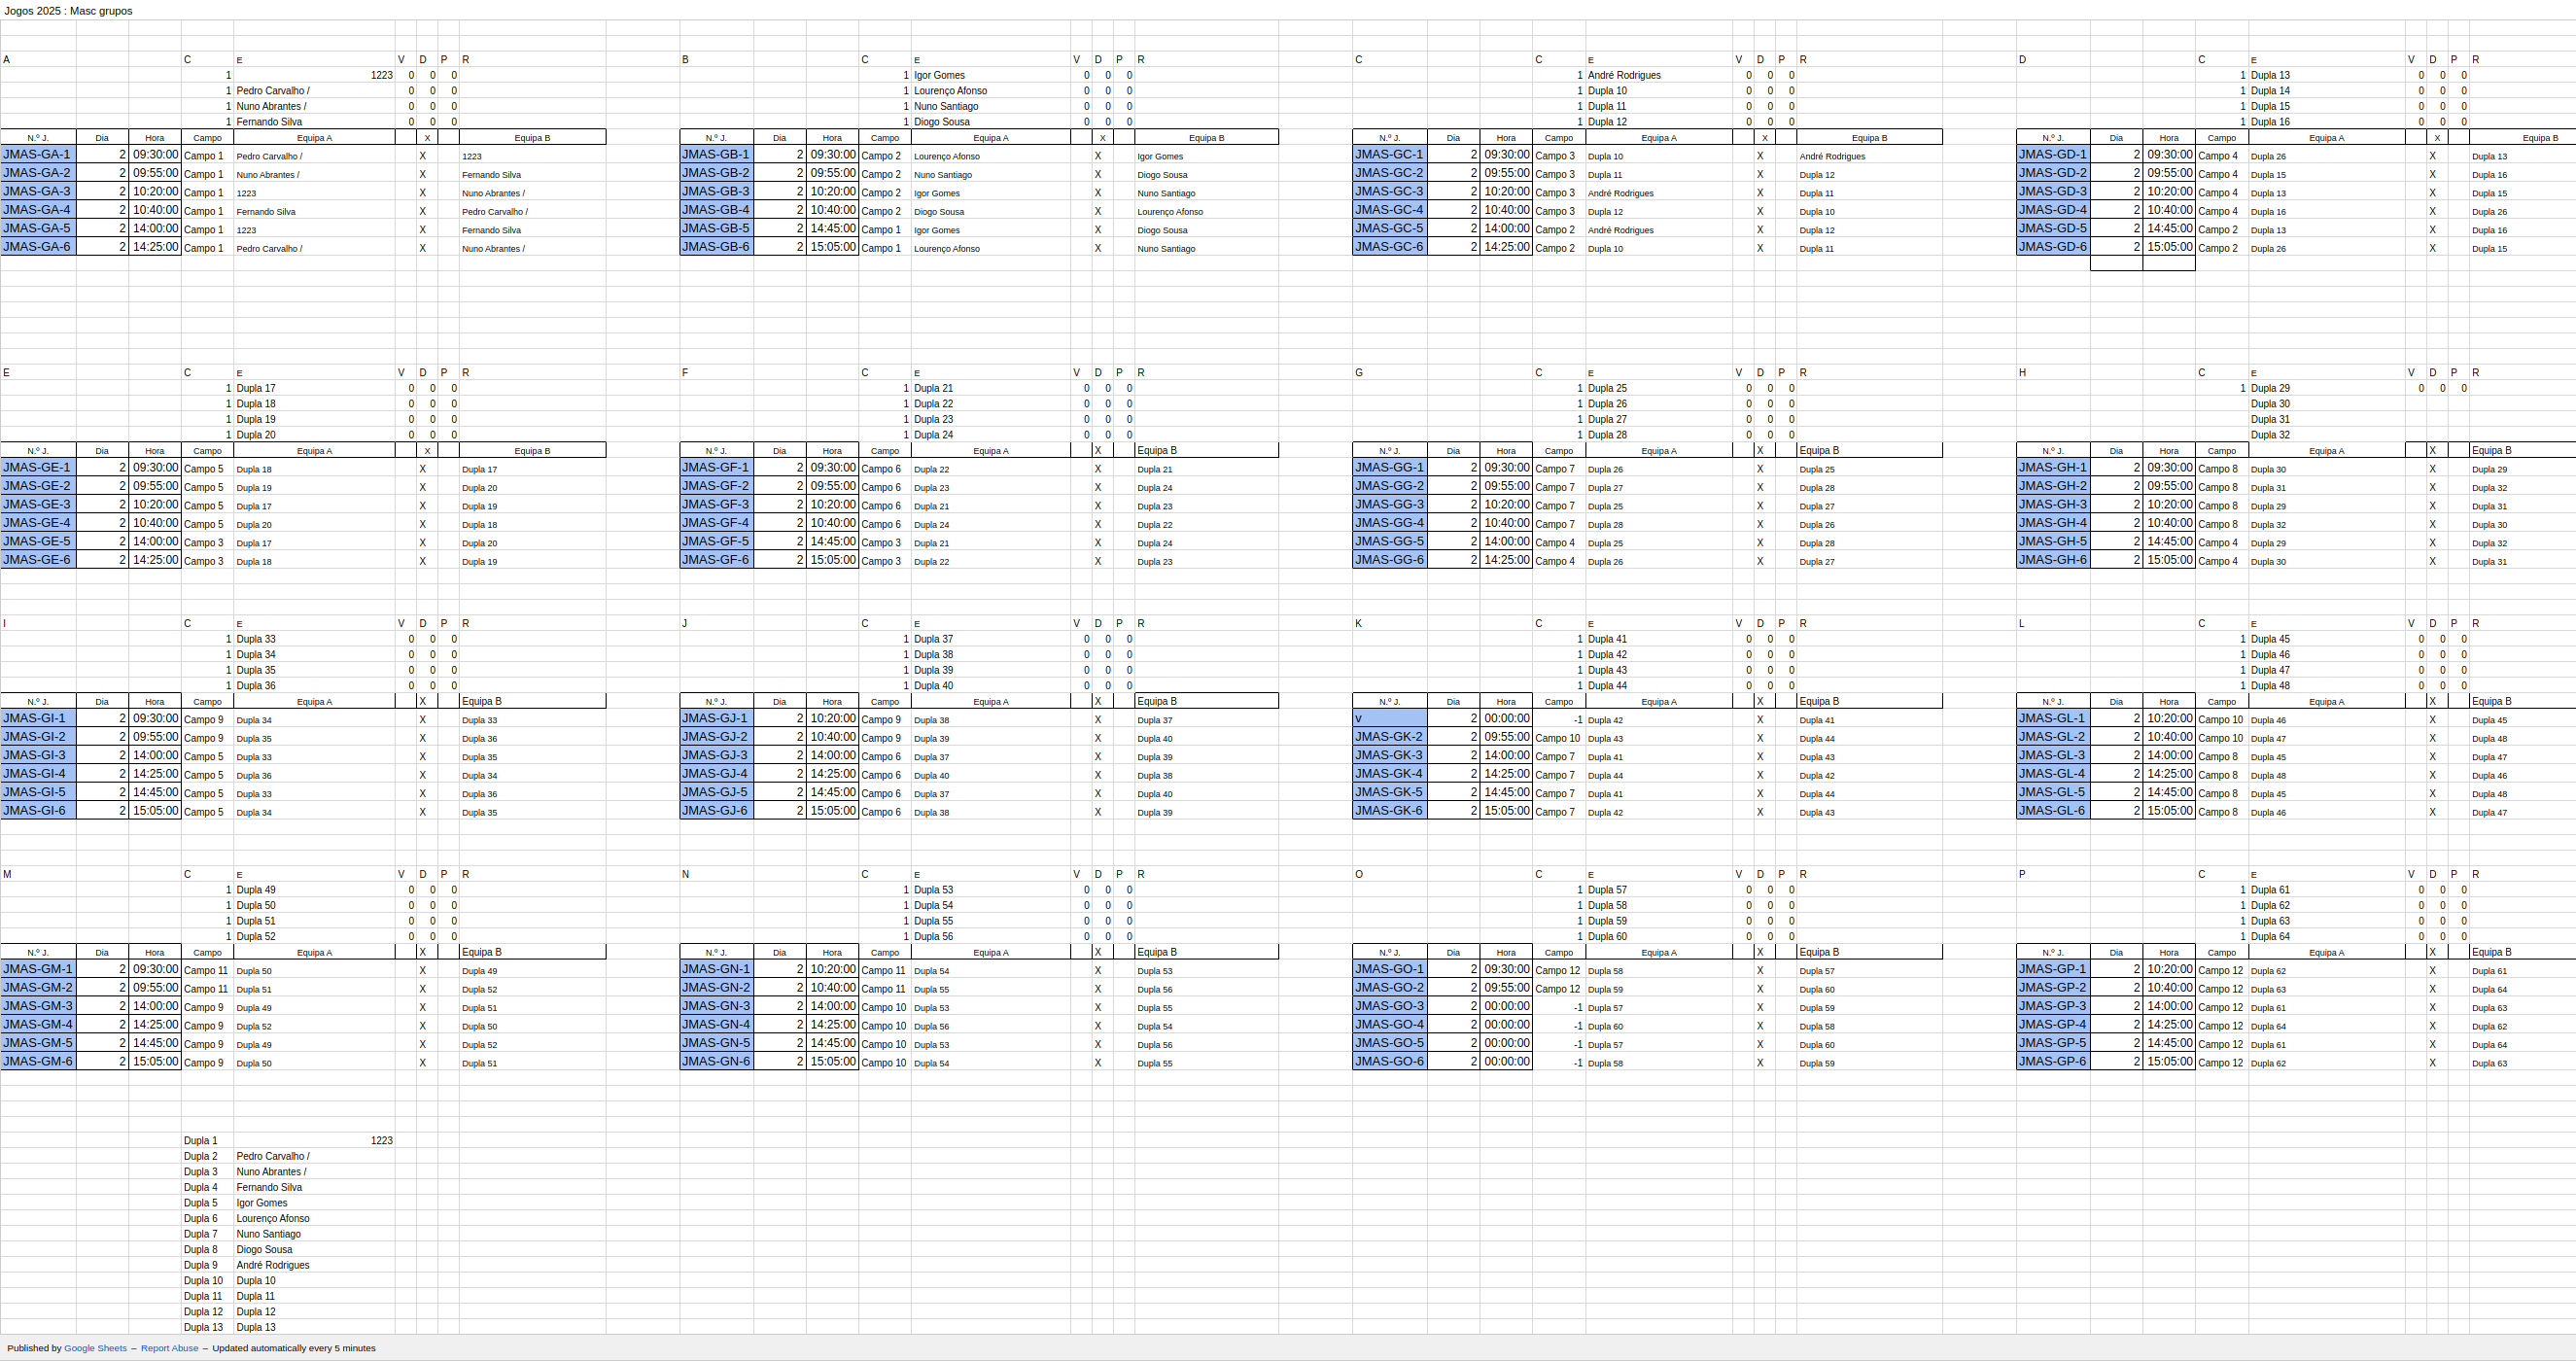 Jogos 2025 : Masc grupos
A C E V D P R B C E V D P R C C E V D P R D C E V D P R
1 1223 0 0 0 1 Igor Gomes 0 0 0 1 André Rodrigues 0 0 0 1 Dupla 13 0 0 0
1 Pedro Carvalho / 0 0 0 1 Lourenço Afonso 0 0 0 1 Dupla 10 0 0 0 1 Dupla 14 0 0 0
1 Nuno Abrantes / 0 0 0 1 Nuno Santiago 0 0 0 1 Dupla 11 0 0 0 1 Dupla 15 0 0 0
1 Fernando Silva 0 0 0 1 Diogo Sousa 0 0 0 1 Dupla 12 0 0 0 1 Dupla 16 0 0 0
N.º J. Dia Hora Campo Equipa A X Equipa B N.º J. Dia Hora Campo Equipa A X Equipa B N.º J. Dia Hora Campo Equipa A X Equipa B N.º J. Dia Hora Campo Equipa A X Equipa B
JMAS-GA-1 2 09:30:00 Campo 1 Pedro Carvalho / X 1223 JMAS-GB-1 2 09:30:00 Campo 2 Lourenço Afonso X Igor Gomes JMAS-GC-1 2 09:30:00 Campo 3 Dupla 10 X André Rodrigues JMAS-GD-1 2 09:30:00 Campo 4 Dupla 26 X Dupla 13
JMAS-GA-2 2 09:55:00 Campo 1 Nuno Abrantes / X Fernando Silva JMAS-GB-2 2 09:55:00 Campo 2 Nuno Santiago X Diogo Sousa JMAS-GC-2 2 09:55:00 Campo 3 Dupla 11 X Dupla 12 JMAS-GD-2 2 09:55:00 Campo 4 Dupla 15 X Dupla 16
JMAS-GA-3 2 10:20:00 Campo 1 1223 X Nuno Abrantes / JMAS-GB-3 2 10:20:00 Campo 2 Igor Gomes X Nuno Santiago JMAS-GC-3 2 10:20:00 Campo 3 André Rodrigues X Dupla 11 JMAS-GD-3 2 10:20:00 Campo 4 Dupla 13 X Dupla 15
JMAS-GA-4 2 10:40:00 Campo 1 Fernando Silva X Pedro Carvalho / JMAS-GB-4 2 10:40:00 Campo 2 Diogo Sousa X Lourenço Afonso JMAS-GC-4 2 10:40:00 Campo 3 Dupla 12 X Dupla 10 JMAS-GD-4 2 10:40:00 Campo 4 Dupla 16 X Dupla 26
JMAS-GA-5 2 14:00:00 Campo 1 1223 X Fernando Silva JMAS-GB-5 2 14:45:00 Campo 1 Igor Gomes X Diogo Sousa JMAS-GC-5 2 14:00:00 Campo 2 André Rodrigues X Dupla 12 JMAS-GD-5 2 14:45:00 Campo 2 Dupla 13 X Dupla 16
JMAS-GA-6 2 14:25:00 Campo 1 Pedro Carvalho / X Nuno Abrantes / JMAS-GB-6 2 15:05:00 Campo 1 Lourenço Afonso X Nuno Santiago JMAS-GC-6 2 14:25:00 Campo 2 Dupla 10 X Dupla 11 JMAS-GD-6 2 15:05:00 Campo 2 Dupla 26 X Dupla 15
E C E V D P R F C E V D P R G C E V D P R H C E V D P R
1 Dupla 17 0 0 0 1 Dupla 21 0 0 0 1 Dupla 25 0 0 0 1 Dupla 29 0 0 0
1 Dupla 18 0 0 0 1 Dupla 22 0 0 0 1 Dupla 26 0 0 0 Dupla 30
1 Dupla 19 0 0 0 1 Dupla 23 0 0 0 1 Dupla 27 0 0 0 Dupla 31
1 Dupla 20 0 0 0 1 Dupla 24 0 0 0 1 Dupla 28 0 0 0 Dupla 32
N.º J. Dia Hora Campo Equipa A X Equipa B N.º J. Dia Hora Campo Equipa A X Equipa B N.º J. Dia Hora Campo Equipa A X Equipa B N.º J. Dia Hora Campo Equipa A X Equipa B
JMAS-GE-1 2 09:30:00 Campo 5 Dupla 18 X Dupla 17 JMAS-GF-1 2 09:30:00 Campo 6 Dupla 22 X Dupla 21 JMAS-GG-1 2 09:30:00 Campo 7 Dupla 26 X Dupla 25 JMAS-GH-1 2 09:30:00 Campo 8 Dupla 30 X Dupla 29
JMAS-GE-2 2 09:55:00 Campo 5 Dupla 19 X Dupla 20 JMAS-GF-2 2 09:55:00 Campo 6 Dupla 23 X Dupla 24 JMAS-GG-2 2 09:55:00 Campo 7 Dupla 27 X Dupla 28 JMAS-GH-2 2 09:55:00 Campo 8 Dupla 31 X Dupla 32
JMAS-GE-3 2 10:20:00 Campo 5 Dupla 17 X Dupla 19 JMAS-GF-3 2 10:20:00 Campo 6 Dupla 21 X Dupla 23 JMAS-GG-3 2 10:20:00 Campo 7 Dupla 25 X Dupla 27 JMAS-GH-3 2 10:20:00 Campo 8 Dupla 29 X Dupla 31
JMAS-GE-4 2 10:40:00 Campo 5 Dupla 20 X Dupla 18 JMAS-GF-4 2 10:40:00 Campo 6 Dupla 24 X Dupla 22 JMAS-GG-4 2 10:40:00 Campo 7 Dupla 28 X Dupla 26 JMAS-GH-4 2 10:40:00 Campo 8 Dupla 32 X Dupla 30
JMAS-GE-5 2 14:00:00 Campo 3 Dupla 17 X Dupla 20 JMAS-GF-5 2 14:45:00 Campo 3 Dupla 21 X Dupla 24 JMAS-GG-5 2 14:00:00 Campo 4 Dupla 25 X Dupla 28 JMAS-GH-5 2 14:45:00 Campo 4 Dupla 29 X Dupla 32
JMAS-GE-6 2 14:25:00 Campo 3 Dupla 18 X Dupla 19 JMAS-GF-6 2 15:05:00 Campo 3 Dupla 22 X Dupla 23 JMAS-GG-6 2 14:25:00 Campo 4 Dupla 26 X Dupla 27 JMAS-GH-6 2 15:05:00 Campo 4 Dupla 30 X Dupla 31
I C E V D P R J C E V D P R K C E V D P R L C E V D P R
1 Dupla 33 0 0 0 1 Dupla 37 0 0 0 1 Dupla 41 0 0 0 1 Dupla 45 0 0 0
1 Dupla 34 0 0 0 1 Dupla 38 0 0 0 1 Dupla 42 0 0 0 1 Dupla 46 0 0 0
1 Dupla 35 0 0 0 1 Dupla 39 0 0 0 1 Dupla 43 0 0 0 1 Dupla 47 0 0 0
1 Dupla 36 0 0 0 1 Dupla 40 0 0 0 1 Dupla 44 0 0 0 1 Dupla 48 0 0 0
N.º J. Dia Hora Campo Equipa A X Equipa B N.º J. Dia Hora Campo Equipa A X Equipa B N.º J. Dia Hora Campo Equipa A X Equipa B N.º J. Dia Hora Campo Equipa A X Equipa B
JMAS-GI-1 2 09:30:00 Campo 9 Dupla 34 X Dupla 33 JMAS-GJ-1 2 10:20:00 Campo 9 Dupla 38 X Dupla 37 v 2 00:00:00 -1 Dupla 42 X Dupla 41 JMAS-GL-1 2 10:20:00 Campo 10 Dupla 46 X Dupla 45
JMAS-GI-2 2 09:55:00 Campo 9 Dupla 35 X Dupla 36 JMAS-GJ-2 2 10:40:00 Campo 9 Dupla 39 X Dupla 40 JMAS-GK-2 2 09:55:00 Campo 10 Dupla 43 X Dupla 44 JMAS-GL-2 2 10:40:00 Campo 10 Dupla 47 X Dupla 48
JMAS-GI-3 2 14:00:00 Campo 5 Dupla 33 X Dupla 35 JMAS-GJ-3 2 14:00:00 Campo 6 Dupla 37 X Dupla 39 JMAS-GK-3 2 14:00:00 Campo 7 Dupla 41 X Dupla 43 JMAS-GL-3 2 14:00:00 Campo 8 Dupla 45 X Dupla 47
JMAS-GI-4 2 14:25:00 Campo 5 Dupla 36 X Dupla 34 JMAS-GJ-4 2 14:25:00 Campo 6 Dupla 40 X Dupla 38 JMAS-GK-4 2 14:25:00 Campo 7 Dupla 44 X Dupla 42 JMAS-GL-4 2 14:25:00 Campo 8 Dupla 48 X Dupla 46
JMAS-GI-5 2 14:45:00 Campo 5 Dupla 33 X Dupla 36 JMAS-GJ-5 2 14:45:00 Campo 6 Dupla 37 X Dupla 40 JMAS-GK-5 2 14:45:00 Campo 7 Dupla 41 X Dupla 44 JMAS-GL-5 2 14:45:00 Campo 8 Dupla 45 X Dupla 48
JMAS-GI-6 2 15:05:00 Campo 5 Dupla 34 X Dupla 35 JMAS-GJ-6 2 15:05:00 Campo 6 Dupla 38 X Dupla 39 JMAS-GK-6 2 15:05:00 Campo 7 Dupla 42 X Dupla 43 JMAS-GL-6 2 15:05:00 Campo 8 Dupla 46 X Dupla 47
M C E V D P R N C E V D P R O C E V D P R P C E V D P R
1 Dupla 49 0 0 0 1 Dupla 53 0 0 0 1 Dupla 57 0 0 0 1 Dupla 61 0 0 0
1 Dupla 50 0 0 0 1 Dupla 54 0 0 0 1 Dupla 58 0 0 0 1 Dupla 62 0 0 0
1 Dupla 51 0 0 0 1 Dupla 55 0 0 0 1 Dupla 59 0 0 0 1 Dupla 63 0 0 0
1 Dupla 52 0 0 0 1 Dupla 56 0 0 0 1 Dupla 60 0 0 0 1 Dupla 64 0 0 0
N.º J. Dia Hora Campo Equipa A X Equipa B N.º J. Dia Hora Campo Equipa A X Equipa B N.º J. Dia Hora Campo Equipa A X Equipa B N.º J. Dia Hora Campo Equipa A X Equipa B
JMAS-GM-1 2 09:30:00 Campo 11 Dupla 50 X Dupla 49 JMAS-GN-1 2 10:20:00 Campo 11 Dupla 54 X Dupla 53 JMAS-GO-1 2 09:30:00 Campo 12 Dupla 58 X Dupla 57 JMAS-GP-1 2 10:20:00 Campo 12 Dupla 62 X Dupla 61
JMAS-GM-2 2 09:55:00 Campo 11 Dupla 51 X Dupla 52 JMAS-GN-2 2 10:40:00 Campo 11 Dupla 55 X Dupla 56 JMAS-GO-2 2 09:55:00 Campo 12 Dupla 59 X Dupla 60 JMAS-GP-2 2 10:40:00 Campo 12 Dupla 63 X Dupla 64
JMAS-GM-3 2 14:00:00 Campo 9 Dupla 49 X Dupla 51 JMAS-GN-3 2 14:00:00 Campo 10 Dupla 53 X Dupla 55 JMAS-GO-3 2 00:00:00 -1 Dupla 57 X Dupla 59 JMAS-GP-3 2 14:00:00 Campo 12 Dupla 61 X Dupla 63
JMAS-GM-4 2 14:25:00 Campo 9 Dupla 52 X Dupla 50 JMAS-GN-4 2 14:25:00 Campo 10 Dupla 56 X Dupla 54 JMAS-GO-4 2 00:00:00 -1 Dupla 60 X Dupla 58 JMAS-GP-4 2 14:25:00 Campo 12 Dupla 64 X Dupla 62
JMAS-GM-5 2 14:45:00 Campo 9 Dupla 49 X Dupla 52 JMAS-GN-5 2 14:45:00 Campo 10 Dupla 53 X Dupla 56 JMAS-GO-5 2 00:00:00 -1 Dupla 57 X Dupla 60 JMAS-GP-5 2 14:45:00 Campo 12 Dupla 61 X Dupla 64
JMAS-GM-6 2 15:05:00 Campo 9 Dupla 50 X Dupla 51 JMAS-GN-6 2 15:05:00 Campo 10 Dupla 54 X Dupla 55 JMAS-GO-6 2 00:00:00 -1 Dupla 58 X Dupla 59 JMAS-GP-6 2 15:05:00 Campo 12 Dupla 62 X Dupla 63
Dupla 1 1223
Dupla 2 Pedro Carvalho /
Dupla 3 Nuno Abrantes /
Dupla 4 Fernando Silva
Dupla 5 Igor Gomes
Dupla 6 Lourenço Afonso
Dupla 7 Nuno Santiago
Dupla 8 Diogo Sousa
Dupla 9 André Rodrigues
Dupla 10 Dupla 10
Dupla 11 Dupla 11
Dupla 12 Dupla 12
Dupla 13 Dupla 13
Published by Google Sheets – Report Abuse – Updated automatically every 5 minutes